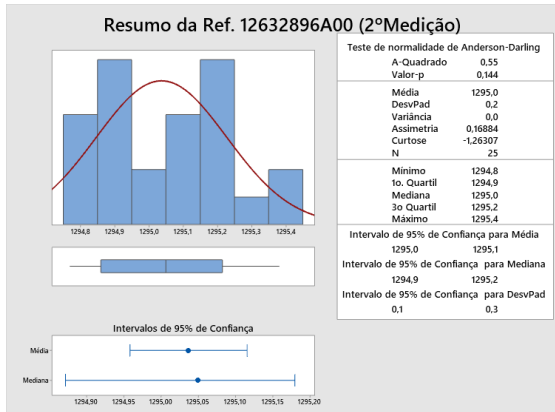 Resumo da Ref. 12632896A00 (2ºMedição)
1294,8 1294,9 1295,0 1295,1 1295,2 1295,3 1295,4
Intervalos de 95% de Confiança
Média
Mediana
1294,90 1294,95 1295,00 1295,05 1295,10 1295,15 1295,20
Teste de normalidade de Anderson-Darling
A-Quadrado 0,55
Valor-p 0,144
Média 1295,0
DesvPad 0,2
Variância 0,0
Assimetria 0,16884
Curtose -1,26307
N 25
Mínimo 1294,8
1o. Quartil 1294,9
Mediana 1295,0
3o Quartil 1295,2
Máximo 1295,4
Intervalo de 95% de Confiança para Média
1295,0 1295,1
Intervalo de 95% de Confiança para Mediana
1294,9 1295,2
Intervalo de 95% de Confiança para DesvPad
0,1 0,3